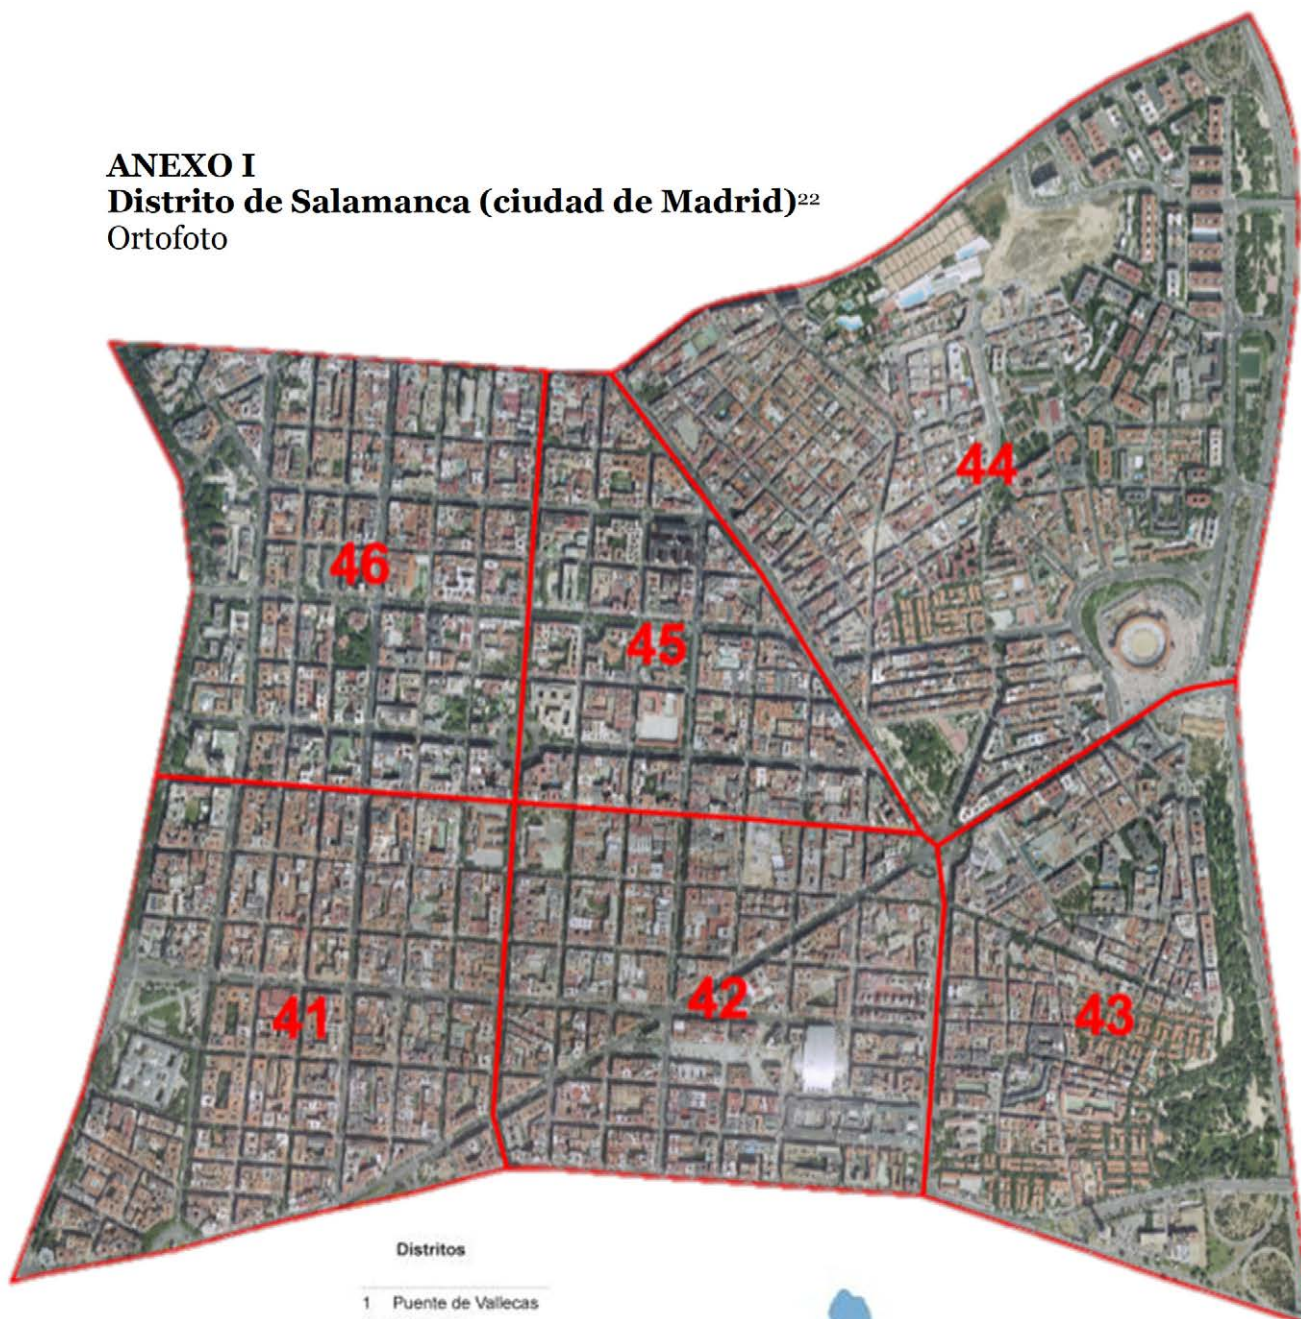 ANEXO I
Distrito de Salamanca (ciudad de Madrid)22
Ortofoto
44
46
45
42
41
43
Distritos
1 Puente de Vallecas